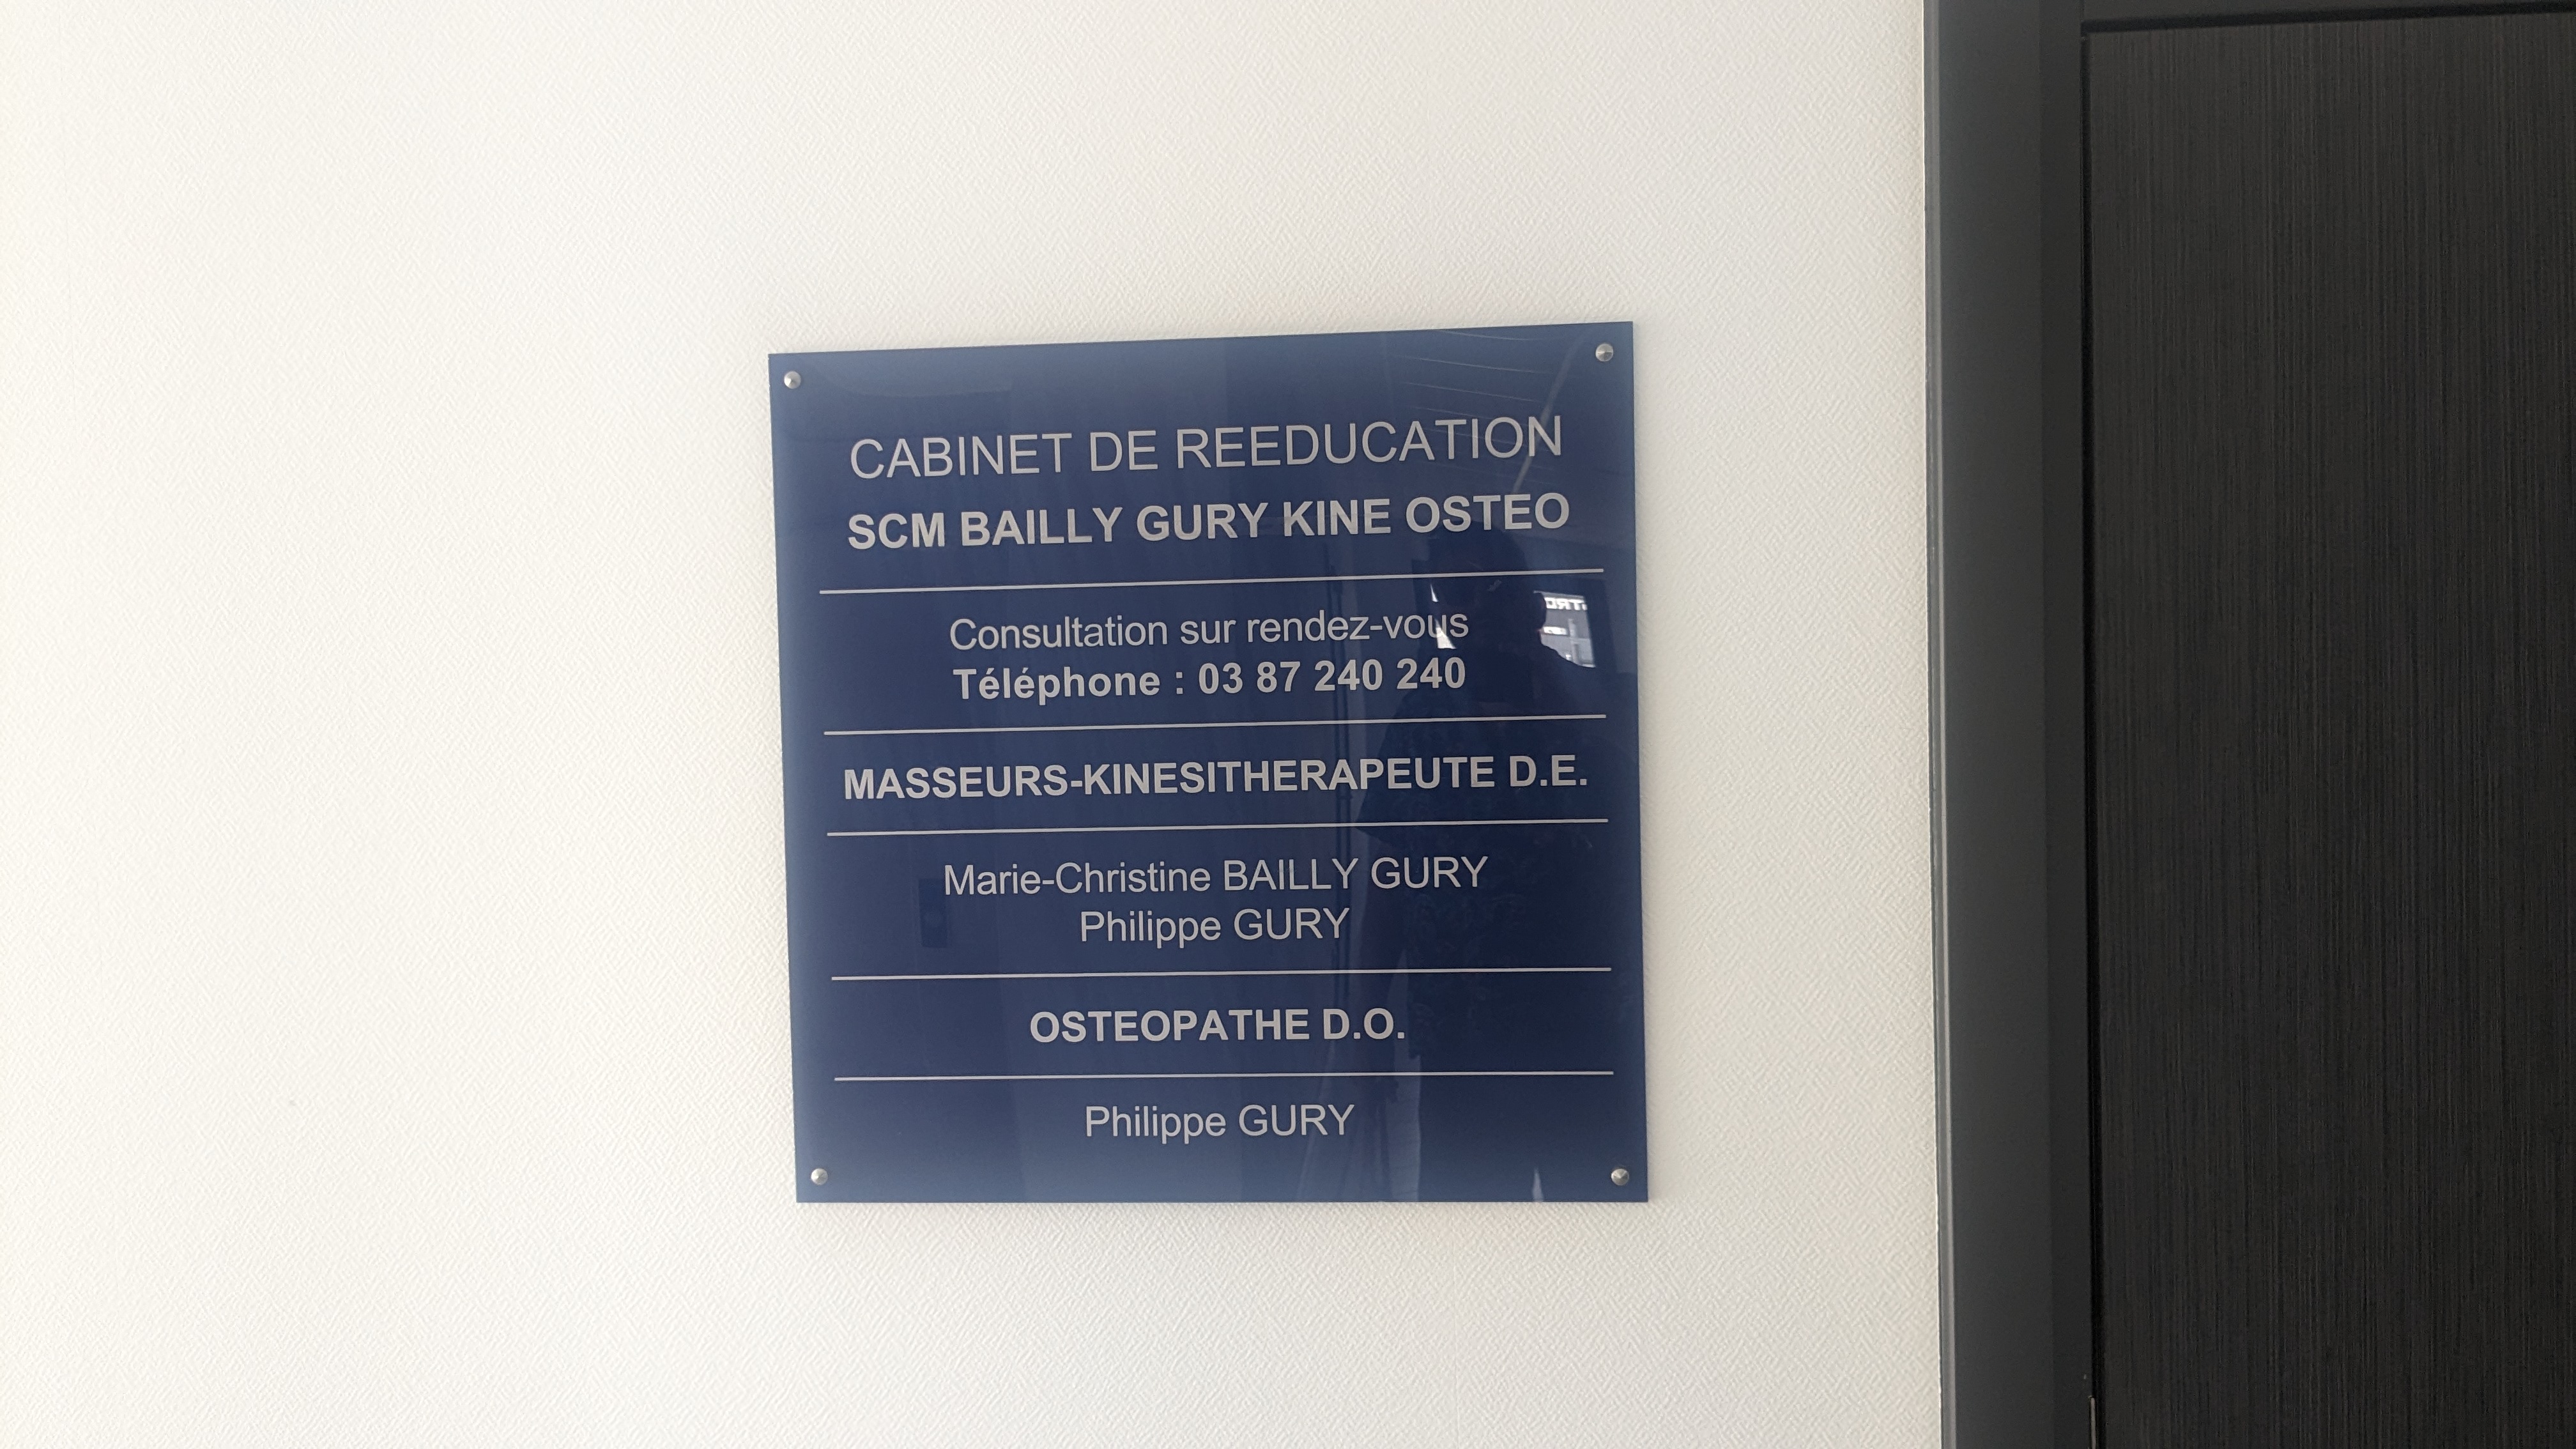 CABINET DE REEDUCATION
SCM BAILLY GURY KINE OSTEO
Consultation sur rendez-vous
Téléphone : 03 87 240 240
MASSEURS-KINESITHERAPEUTE D.E.
Marie-Christine BAILLY GURY
Philippe GURY
OSTEOPATHE D.O.
Philippe GURY